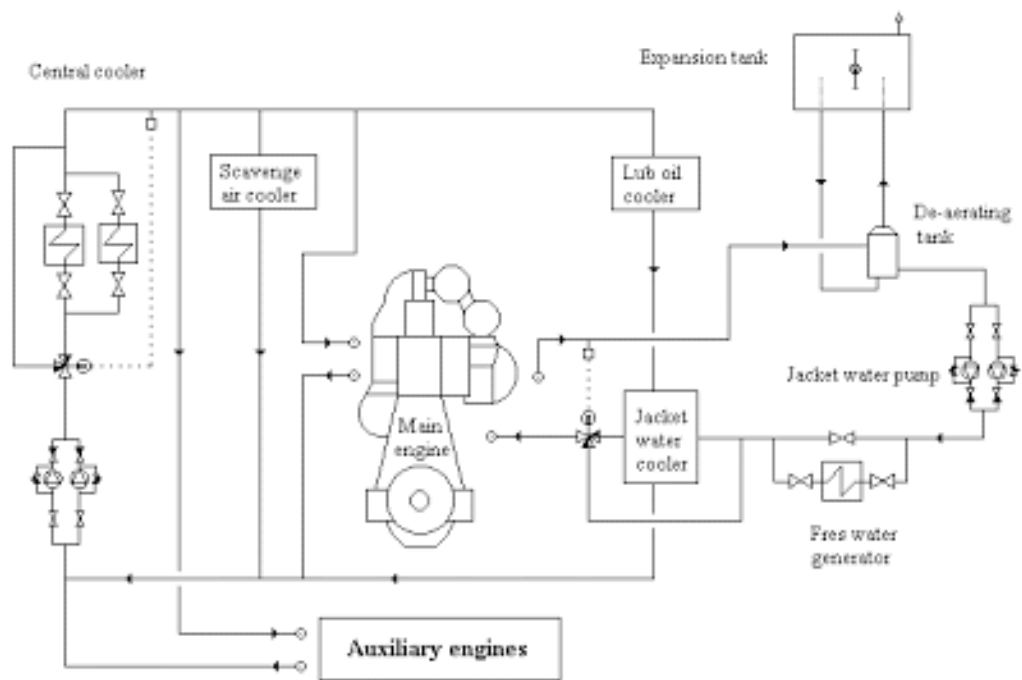 Central cooler
Expansion tank
Scavenge
air cooler
Lub oil
cooler
De-aerating
tank
Jacket water pump
Main
engine
Jacket
water
cooler
Fres water
generator
Auxiliary engines